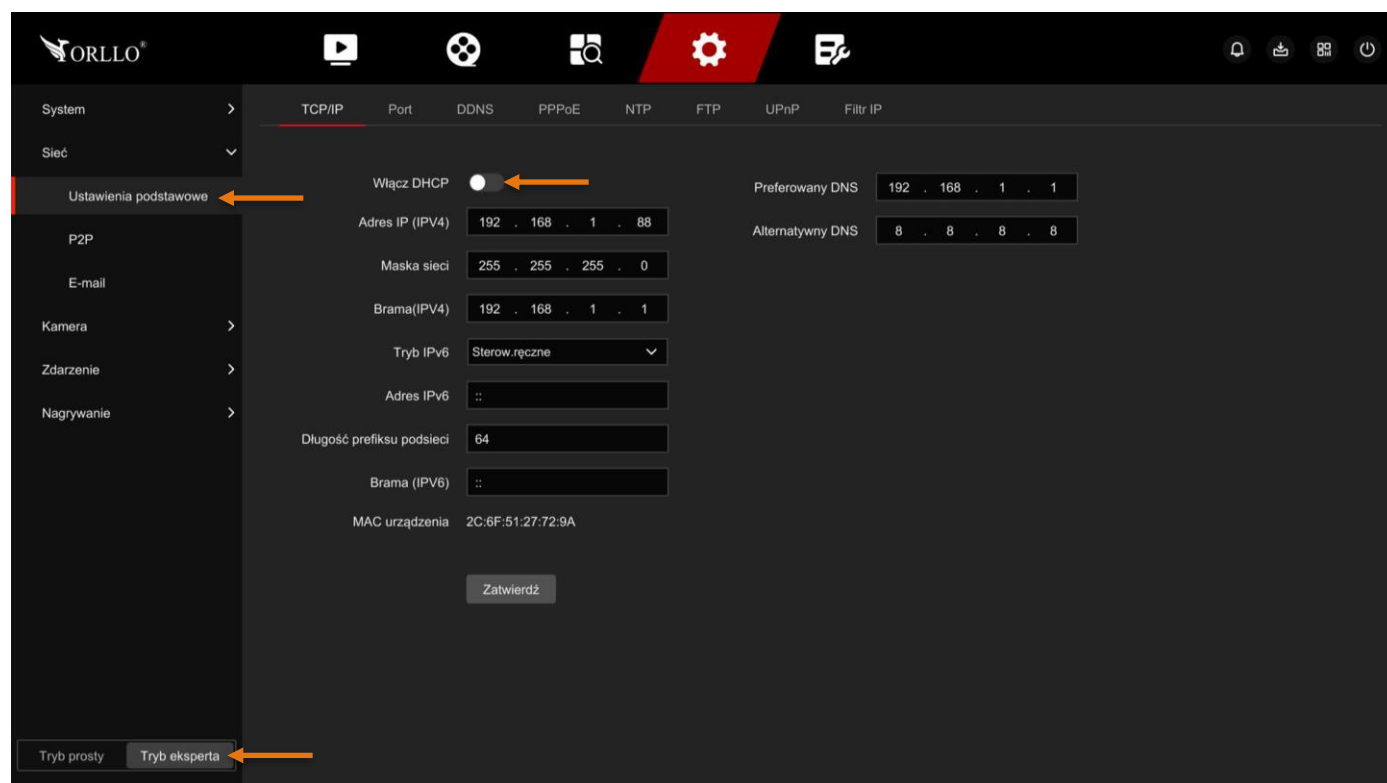 ORLLO®
System
Sieć
Ustawienia podstawowe
P2P
E-mail
Kamera
Zdarzenie
Nagrywanie
Tryb prosty Tryb eksperta
TCP/IP Port DDNS PPPoE NTP FTP UPnP Filtr IP
Włącz DHCP
Adres IP (IPV4) 192 . 168 . 1 . 88
Maska sieci 255 . 255 . 255 . 0
Brama(IPV4) 192 . 168 . 1 . 1
Tryb IPv6 Sterow.ręczne
Adres IPv6 ::
Długość prefiksu podsieci 64
Brama (IPV6) ::
MAC urządzenia 2C:6F:51:27:72:9A
Zatwierdź
Preferowany DNS 192 . 168 . 1 . 1
Alternatywny DNS 8 . 8 . 8 . 8